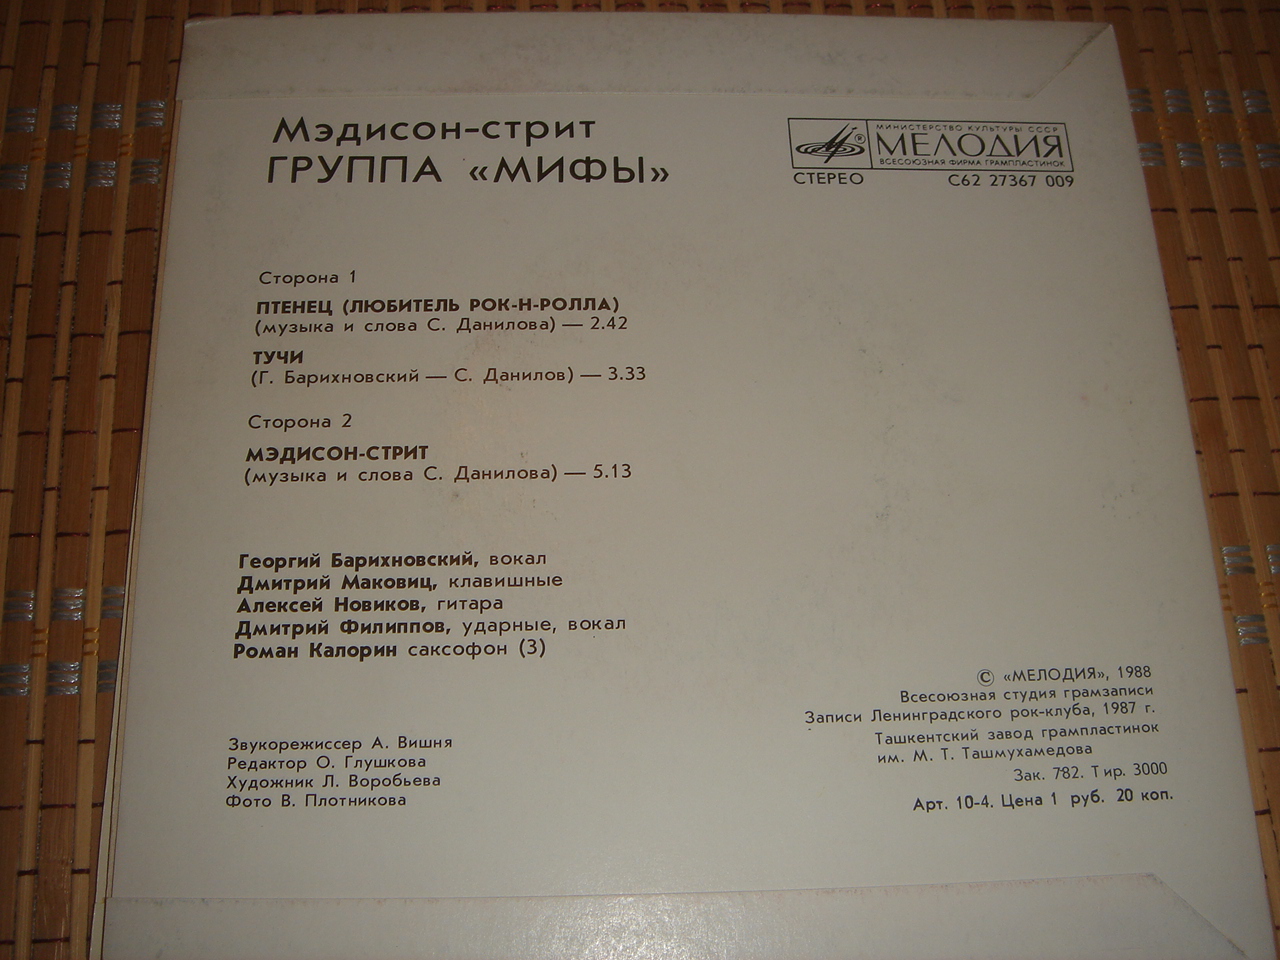 Мэдисон-стрит
ГРУППА «МИФЫ»
МИНИСТЕРСТВО КУЛЬТУРЫ СССР
МЕЛОДИЯ
ВСЕСОЮЗНАЯ ФИРМА ГРАМПЛАСТИНОК
СТЕРЕО С62 27367 009
Сторона 1
ПТЕНЕЦ (ЛЮБИТЕЛЬ РОК-Н-РОЛЛА)
(музыка и слова С. Данилова) — 2.42
ТУЧИ
(Г. Барихновский — С. Данилов) — 3.33
Сторона 2
МЭДИСОН-СТРИТ
(музыка и слова С. Данилова) — 5.13
Георгий Барихновский, вокал
Дмитрий Маковиц, клавишные
Алексей Новиков, гитара
Дмитрий Филиппов, ударные, вокал
Роман Калорин саксофон (3)
Звукорежиссер А. Вишня
Редактор О. Глушкова
Художник Л. Воробьева
Фото В. Плотникова
© «МЕЛОДИЯ», 1988
Всесоюзная студия грамзаписи
Записи Ленинградского рок-клуба, 1987 г.
Ташкентский завод грампластинок
им. М. Т. Ташмухамедова
Зак. 782. Тир. 3000
Арт. 10-4. Цена 1 руб. 20 коп.